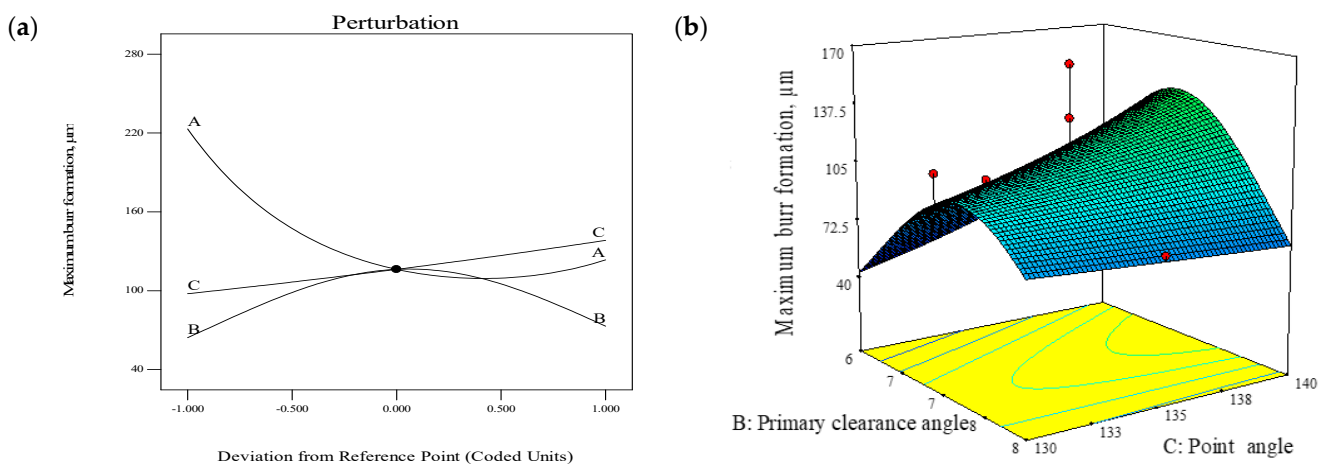 (a)
Perturbation
Maximum burr formation, µm
280
220
160
100
40
A
C
B
C
A
B
-1.000
-0.500
0.000
0.500
1.000
Deviation from Reference Point (Coded Units)
(b)
Maximum burr formation, µm
170
137.5
105
72.5
40
6
7
7
8
8
B: Primary clearance angle
130
133
135
138
140
C: Point angle